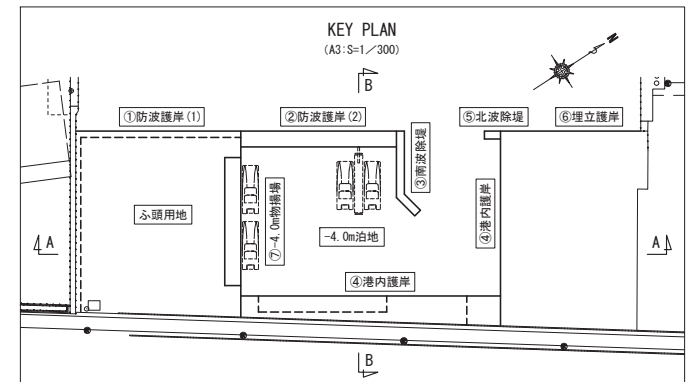 KEY PLAN
(A3:S=1／300)
N
B
①防波護岸(1)
②防波護岸(2)
⑤北波除堤
⑥埋立護岸
③南波除堤
ふ頭用地
⑦-4.0m物揚場
-4.0m泊地
④港内護岸
A
A
④港内護岸
B